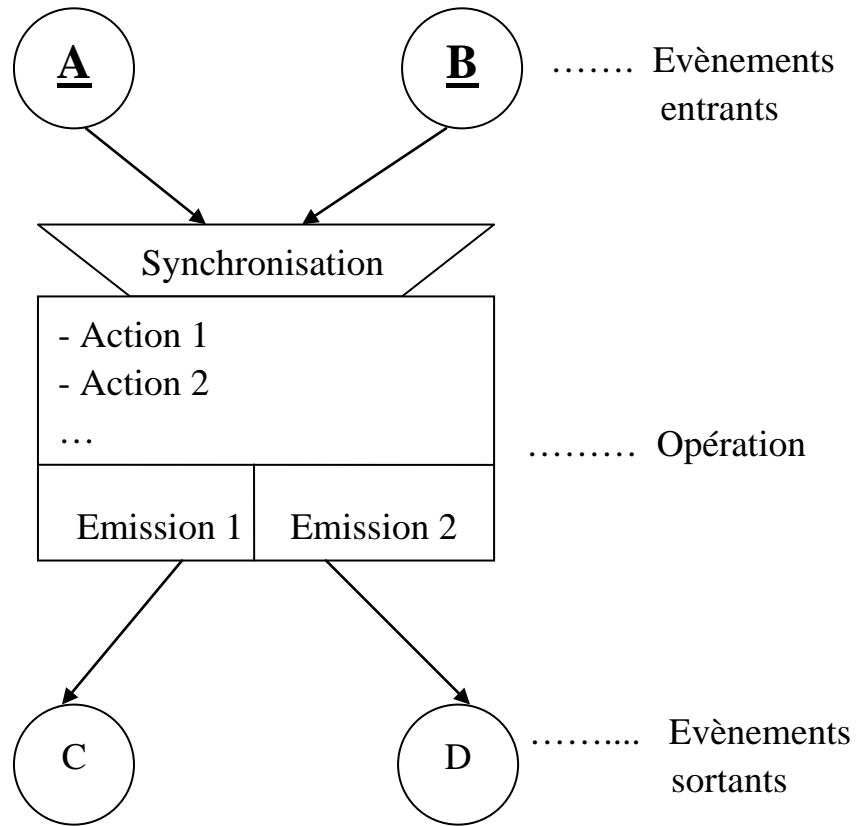 A
B
……. Evènements
entrants
Synchronisation
- Action 1
- Action 2
…
……… Opération
Emission 1
Emission 2
C
D
…….... Evènements
sortants